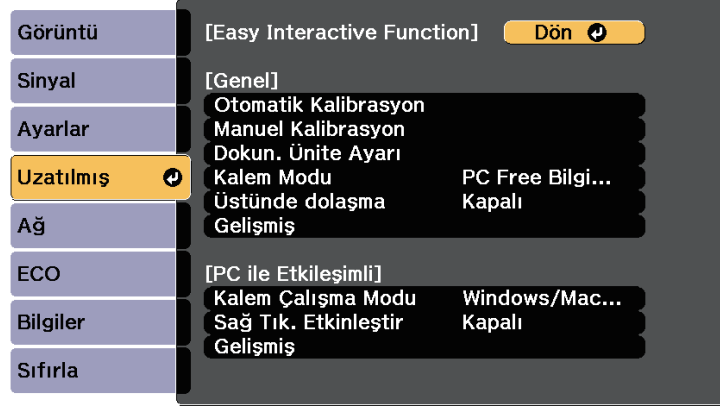 Görüntü
Sinyal
Ayarlar
Uzatılmış
Ağ
ECO
Bilgiler
Sıfırla
[Easy Interactive Function] Dön
[Genel]
Otomatik Kalibrasyon
Manuel Kalibrasyon
Dokun. Ünite Ayarı
Kalem Modu PC Free Bilgi...
Üstünde dolaşma Kapalı
Gelişmiş
[PC ile Etkileşimli]
Kalem Çalışma Modu Windows/Mac...
Sağ Tık. Etkinleştir Kapalı
Gelişmiş